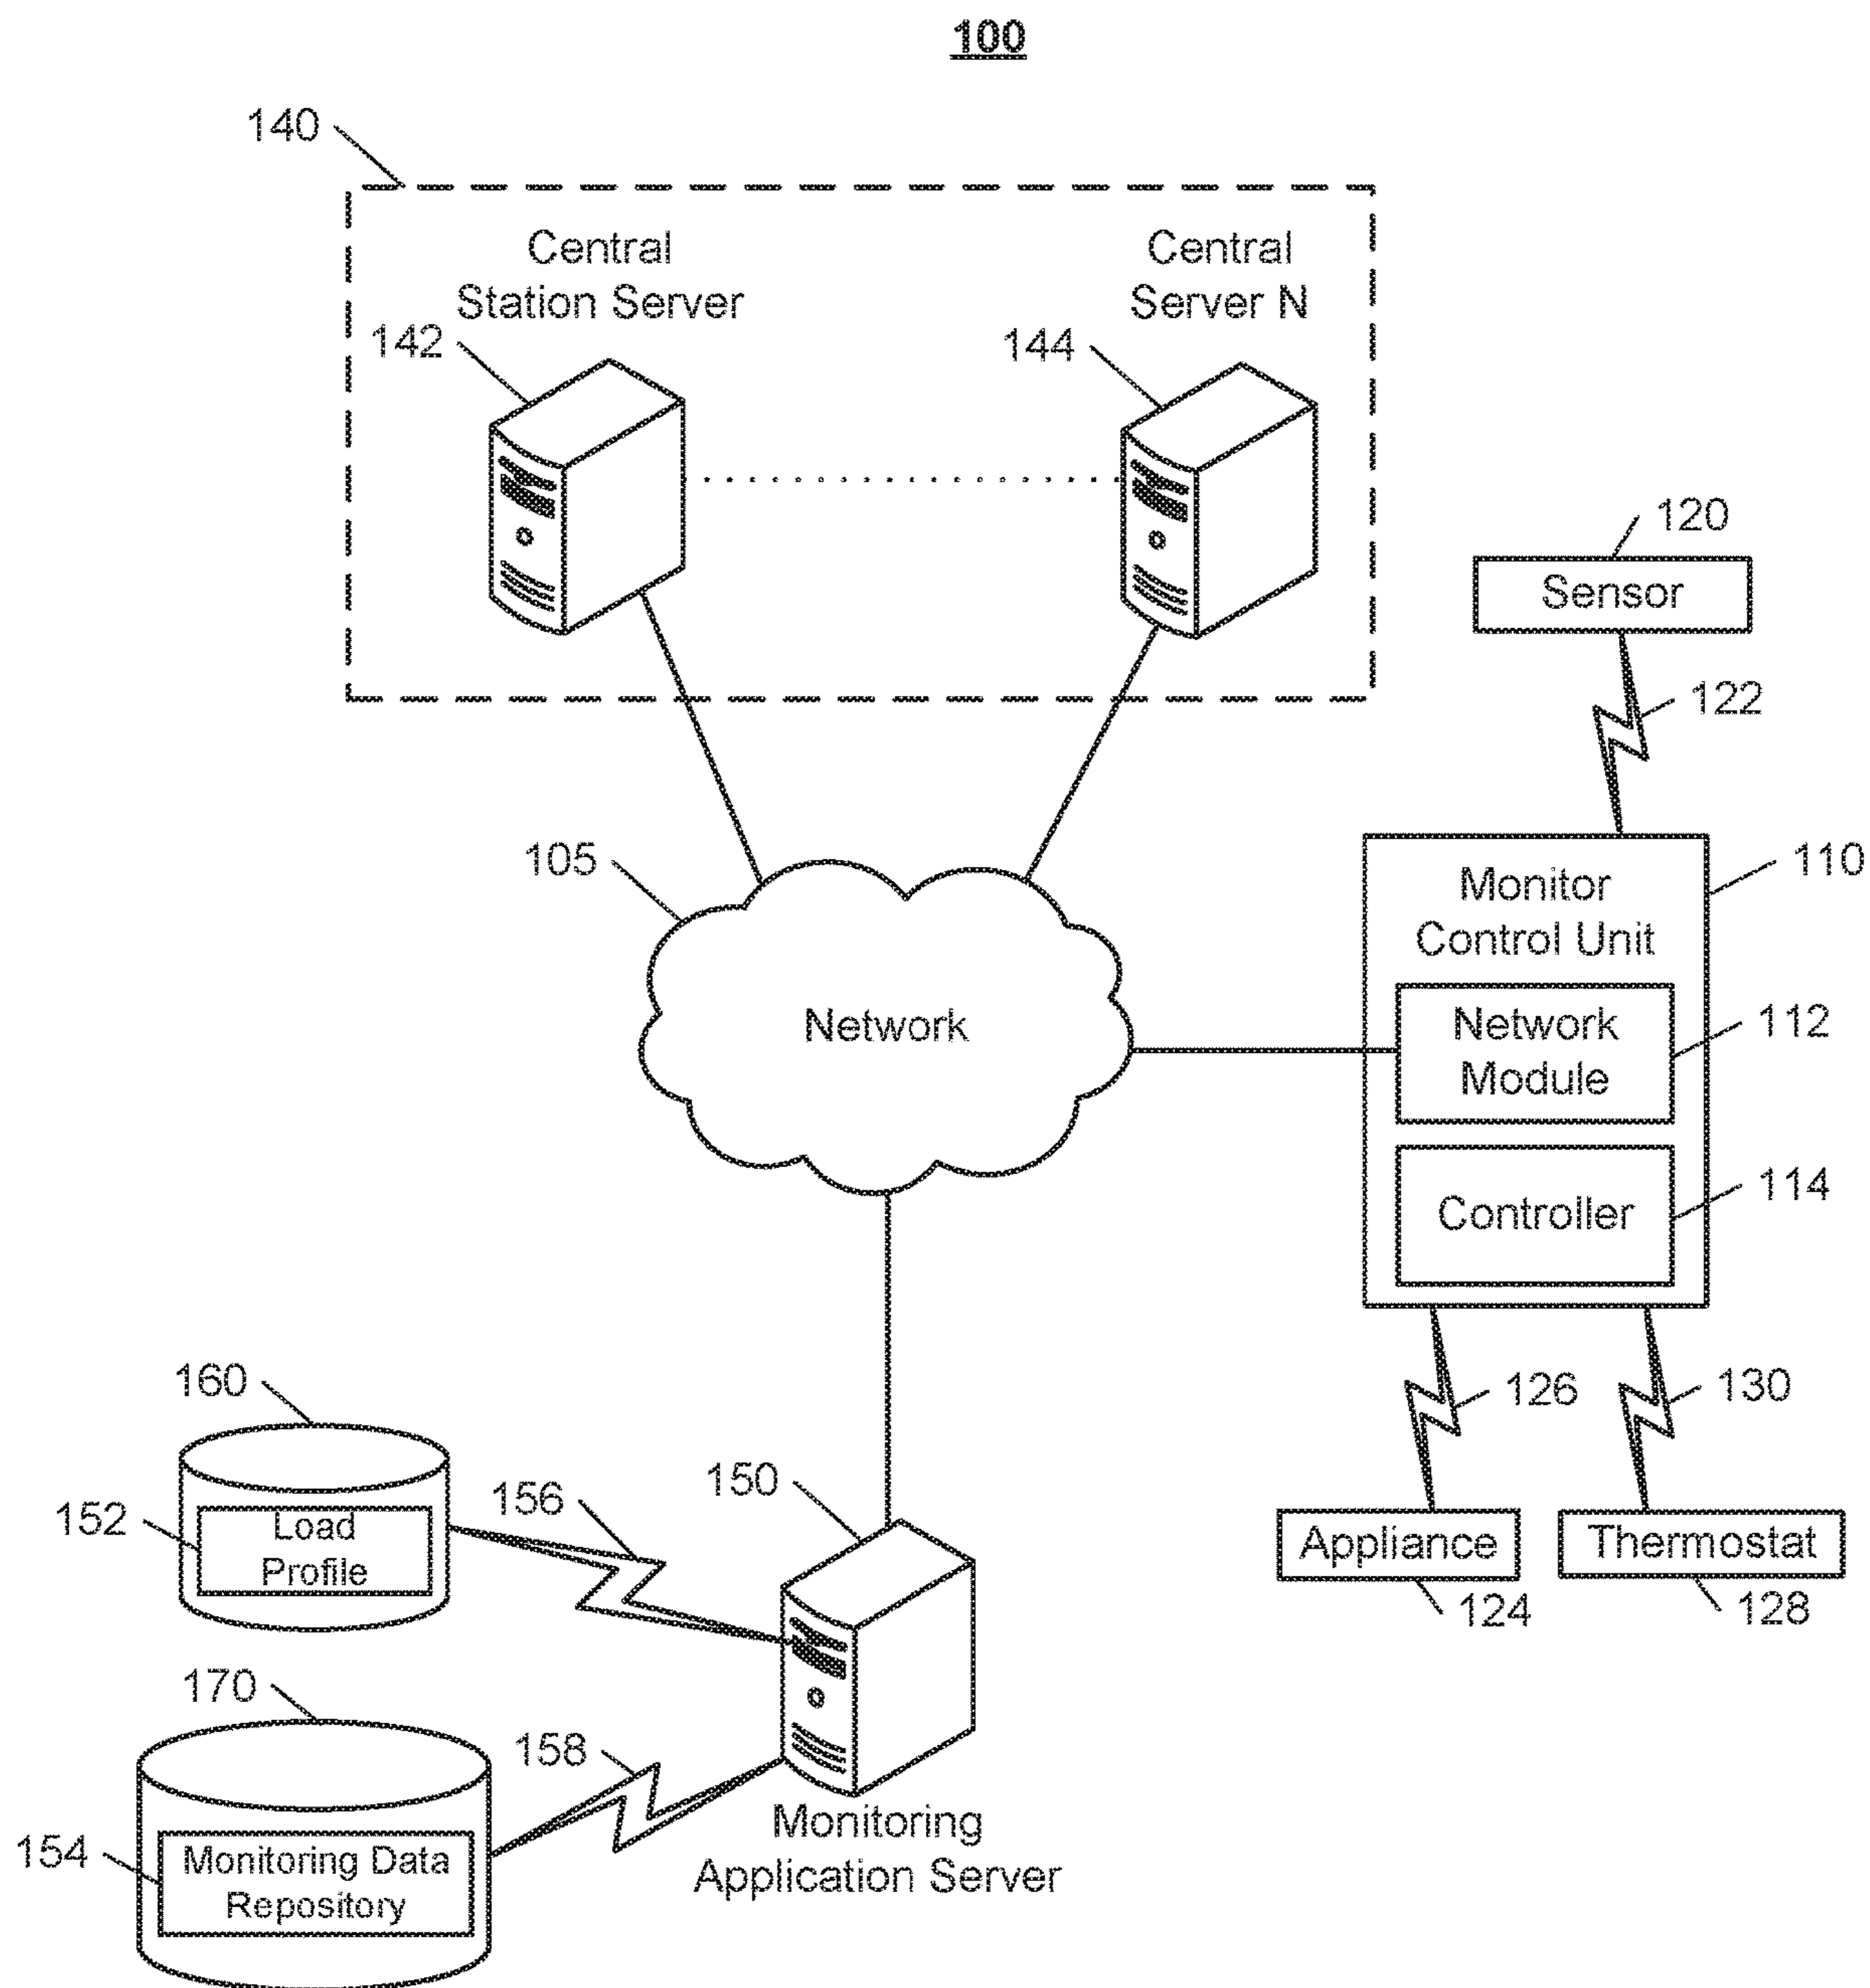 100
140
Central
Station Server
142
Central
Server N
144
120
Sensor
122
105
Network
110
Monitor
Control Unit
Network
Module
112
Controller
114
126
130
Appliance
124
Thermostat
128
160
152
Load
Profile
156
150
170
154
Monitoring Data
Repository
158
Monitoring
Application Server